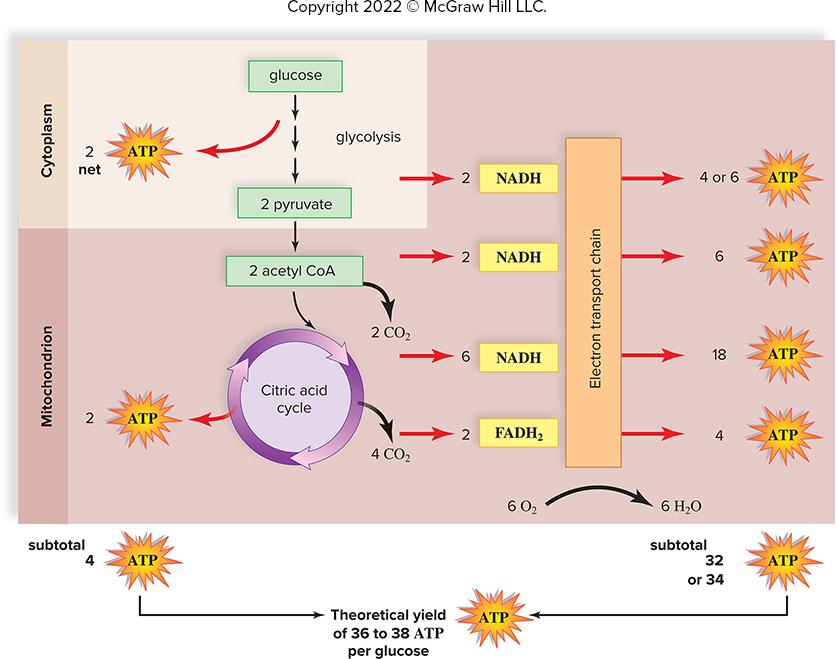 Copyright 2022 © McGraw Hill LLC.
Cytoplasm
glucose
2
net
ATP
glycolysis
2 NADH
4 or 6 ATP
2 pyruvate
Mitochondrion
2 acetyl CoA
2 NADH
6 ATP
2 CO₂
6 NADH
18 ATP
Electron transport chain
Citric acid
cycle
2 ATP
4 CO₂
2 FADH₂
4 ATP
6 O₂
6 H₂O
subtotal
4
ATP
subtotal
32
or 34
ATP
Theoretical yield
of 36 to 38 ATP
per glucose
ATP